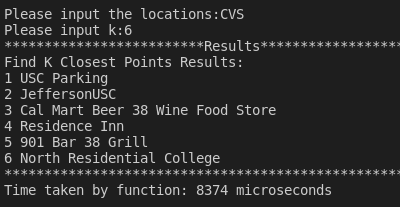 Please input the locations:CVS
Please input k:6
*************************Results******************
Find K Closest Points Results:
1 USC Parking
2 JeffersonUSC
3 Cal Mart Beer 38 Wine Food Store
4 Residence Inn
5 901 Bar 38 Grill
6 North Residential College
**************************************************
Time taken by function: 8374 microseconds